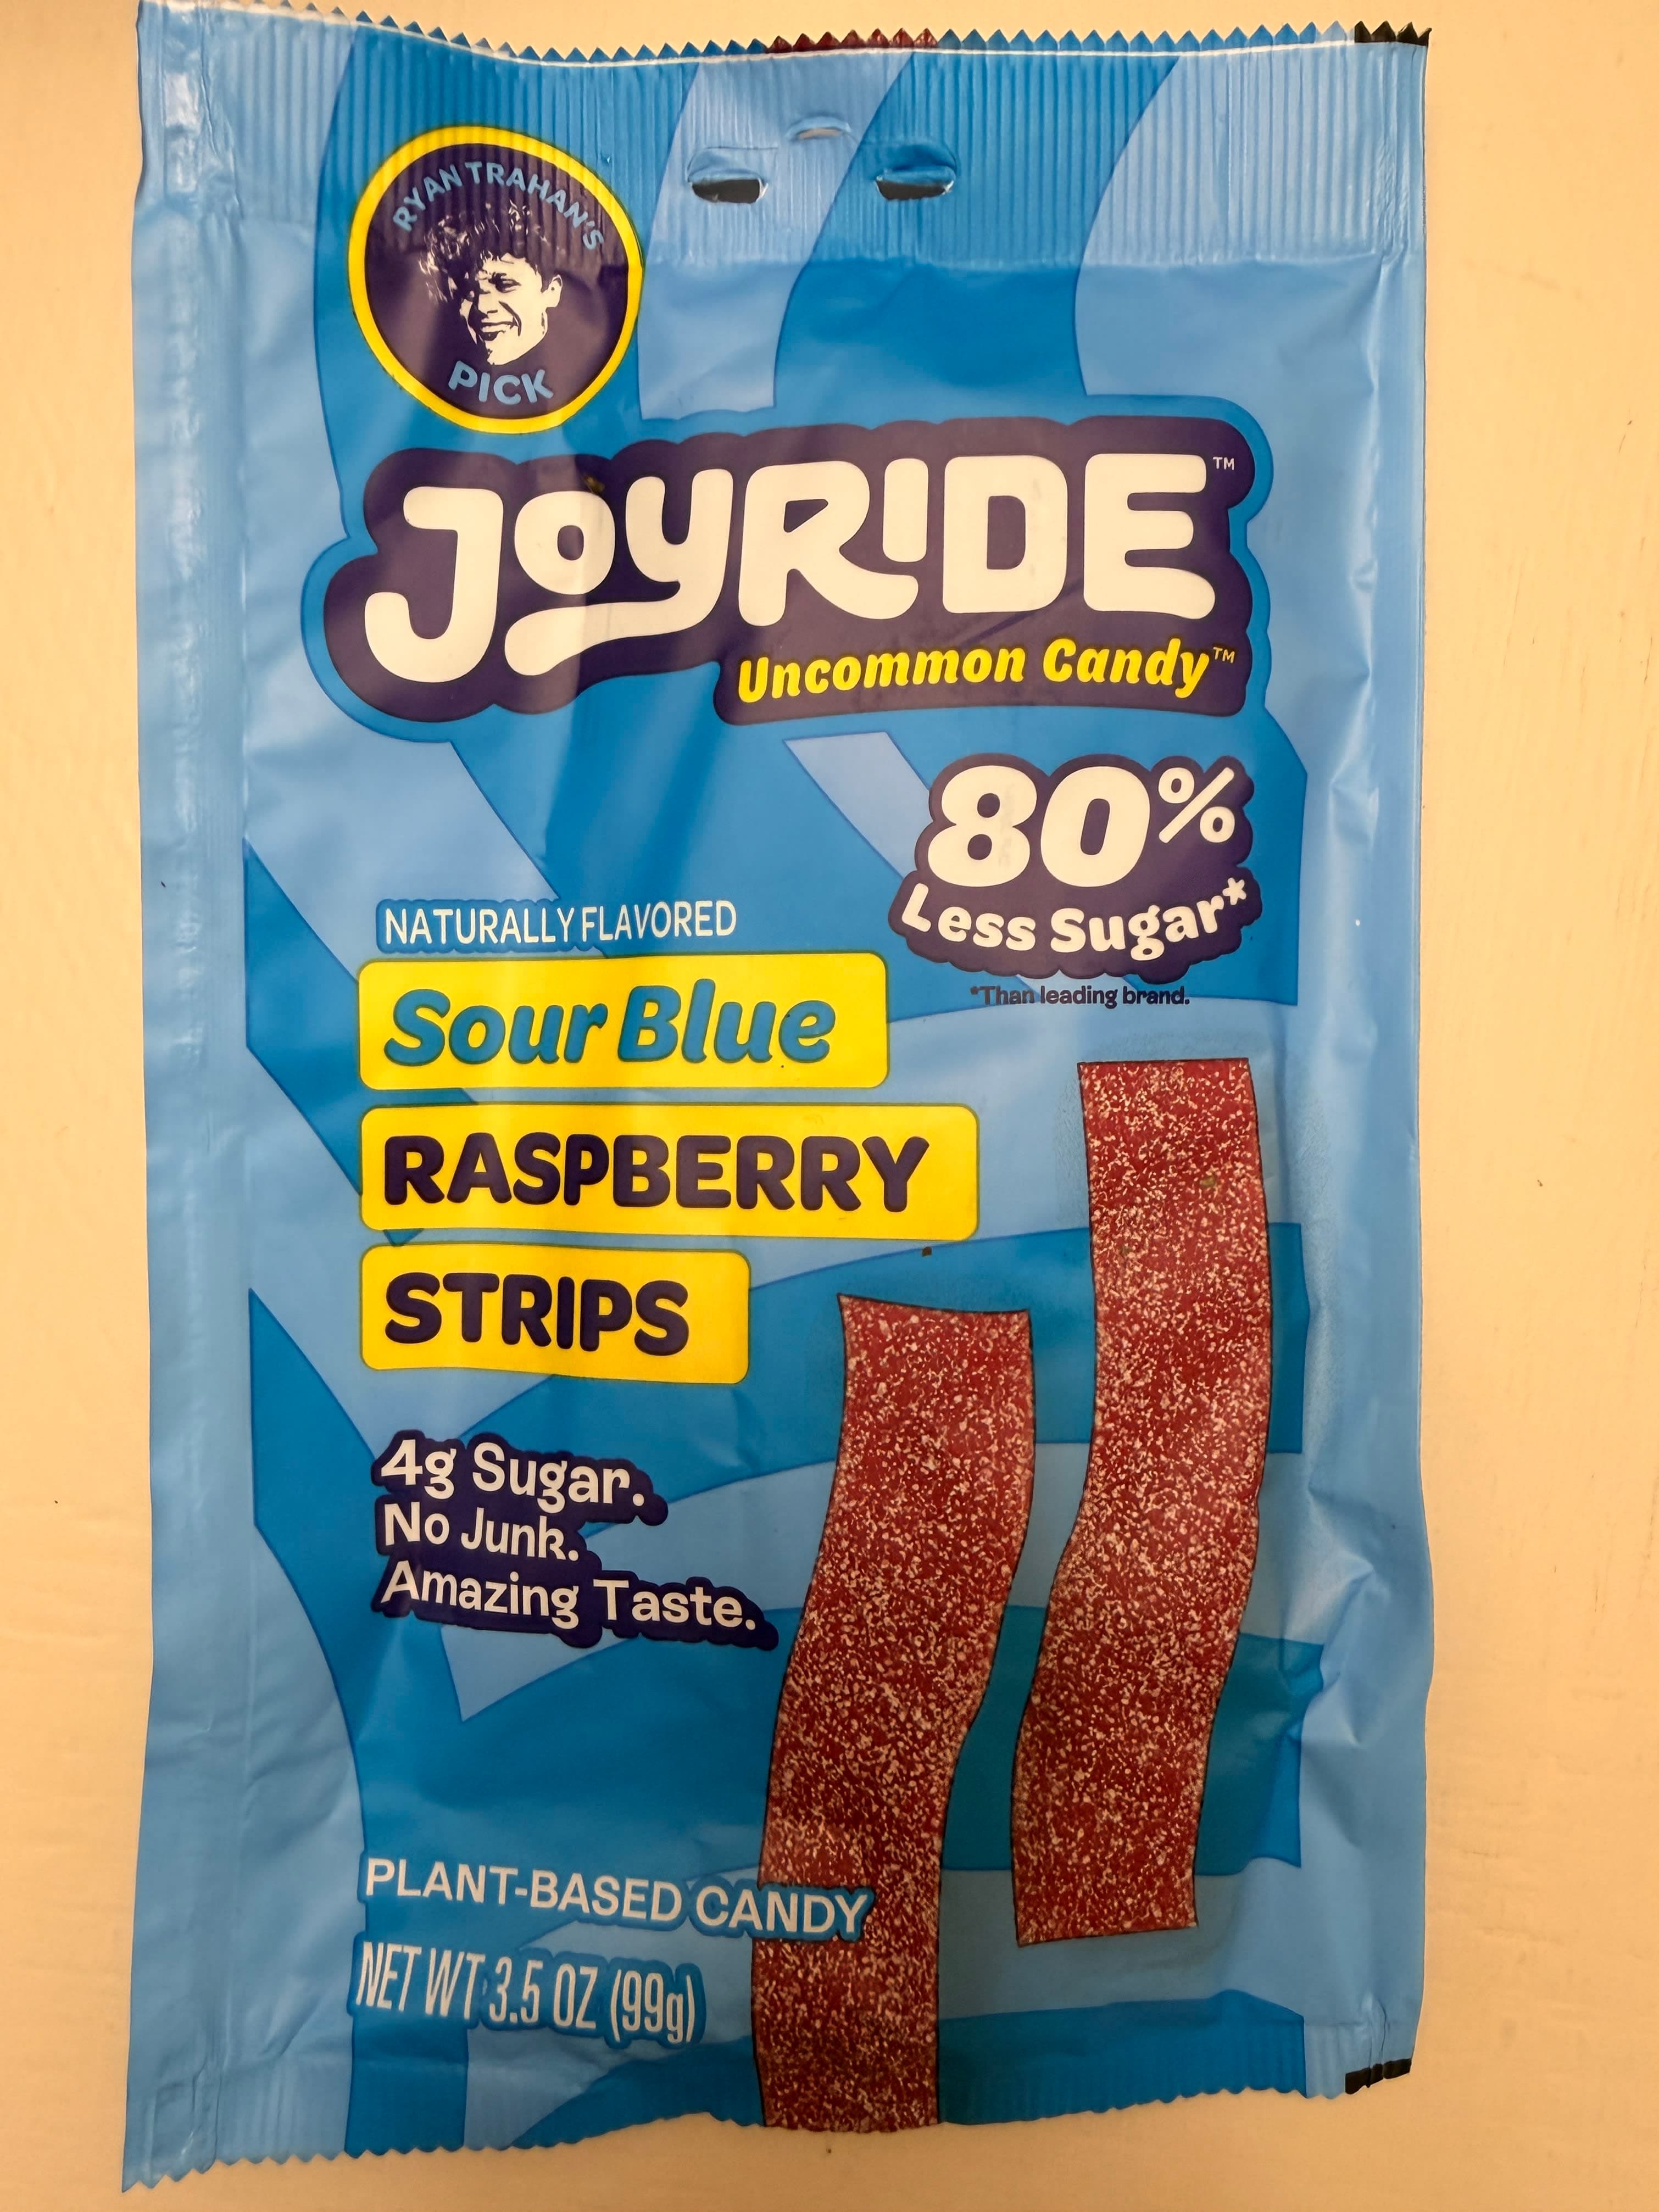 RYAN TRAHAN'S
PICK
JOYRIDE™
Uncommon Candy™
80%
Less Sugar*
*Than leading brand.
NATURALLY FLAVORED
Sour Blue
RASPBERRY
STRIPS
4g Sugar.
No Junk.
Amazing Taste.
PLANT-BASED CANDY
NET WT 3.5 OZ (99g)